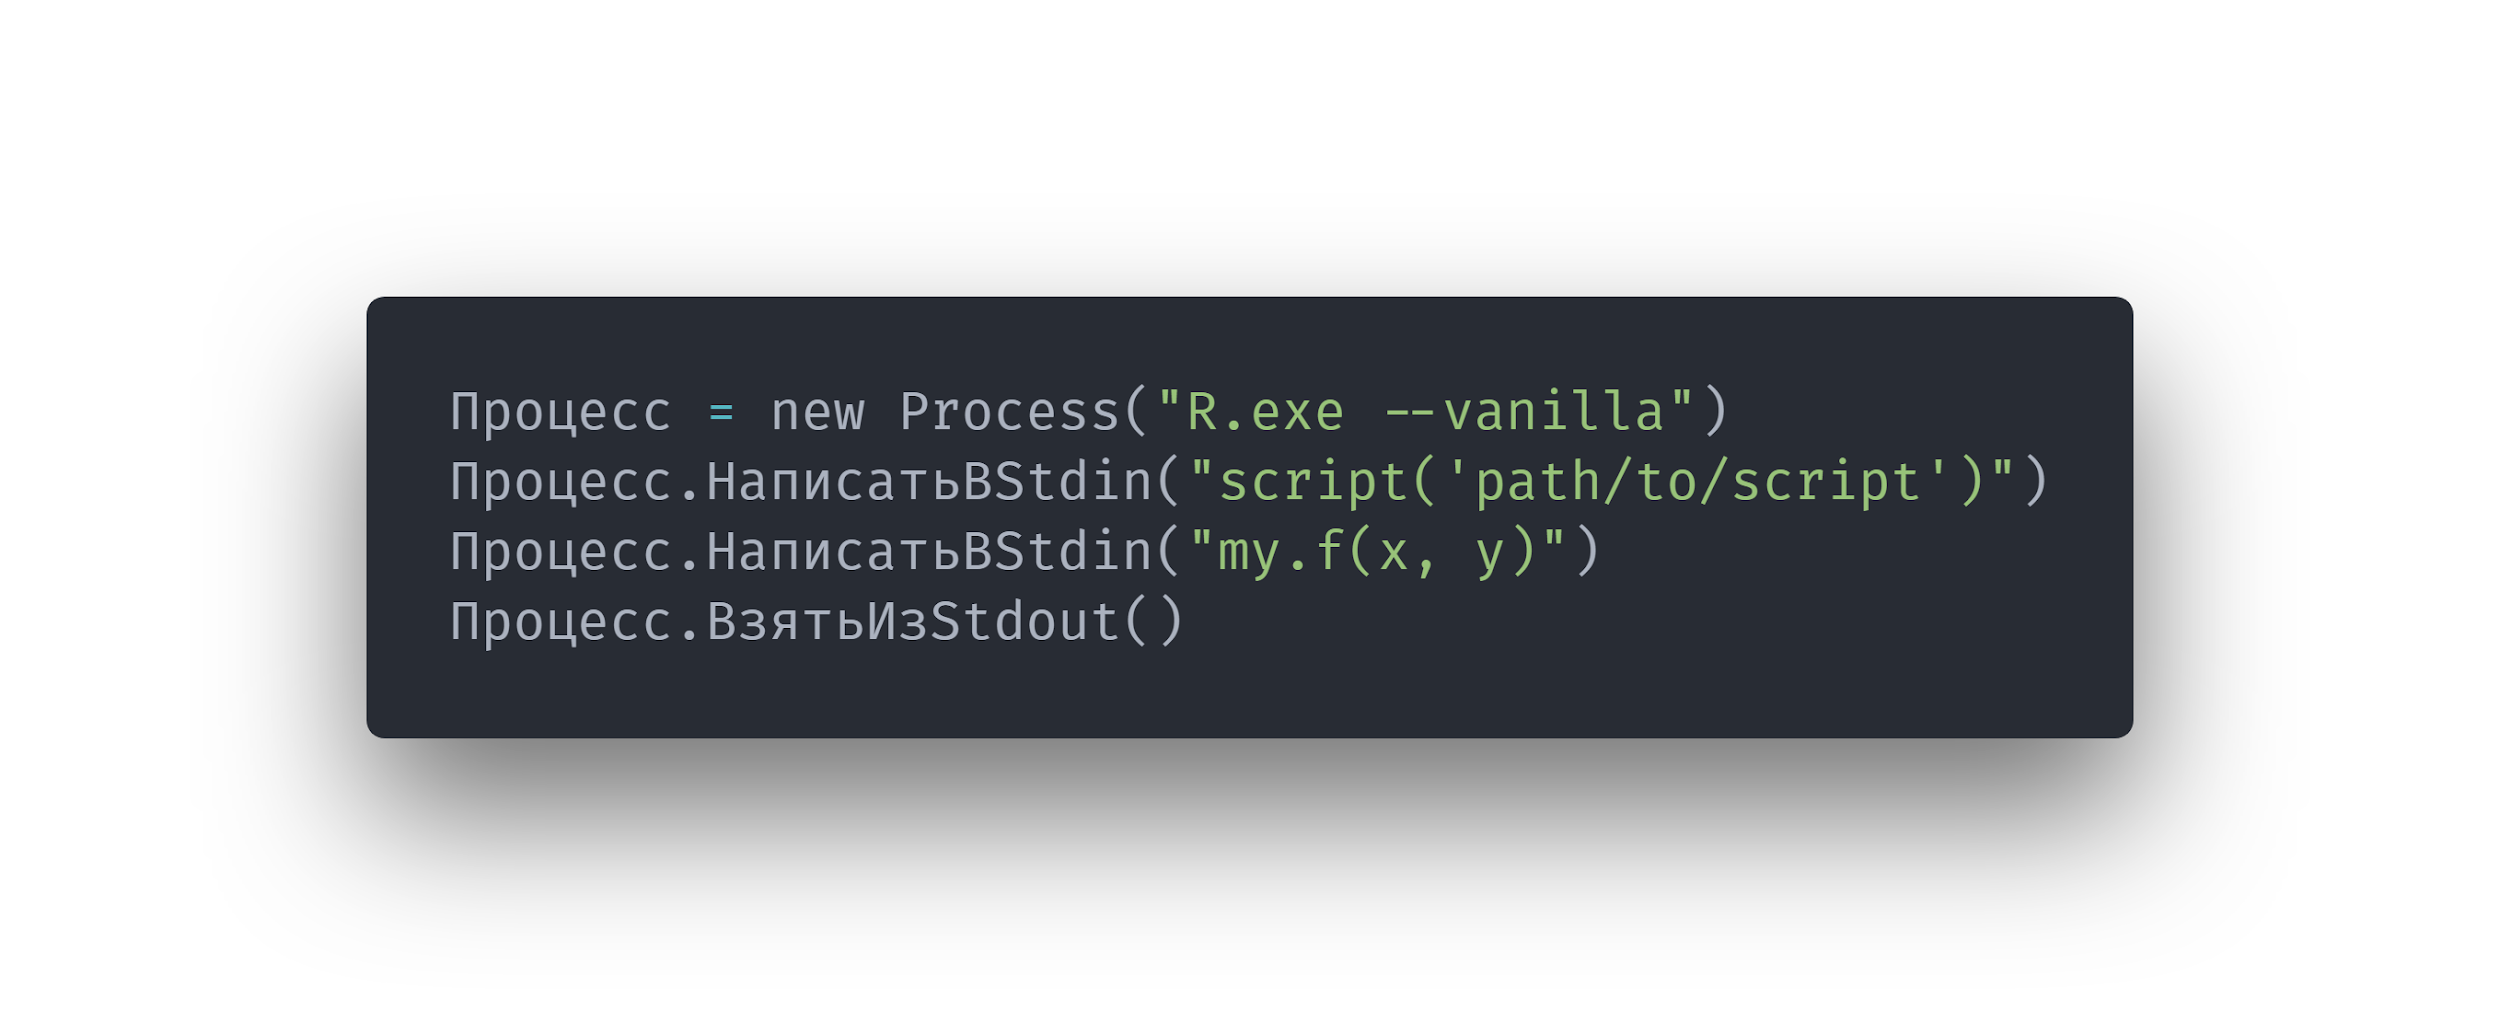 Процесс = new Process("R.exe --vanilla")
Процесс.НаписатьВStdin("script('path/to/script')")
Процесс.НаписатьВStdin("my.f(x, y)")
Процесс.ВзятьИзStdout()